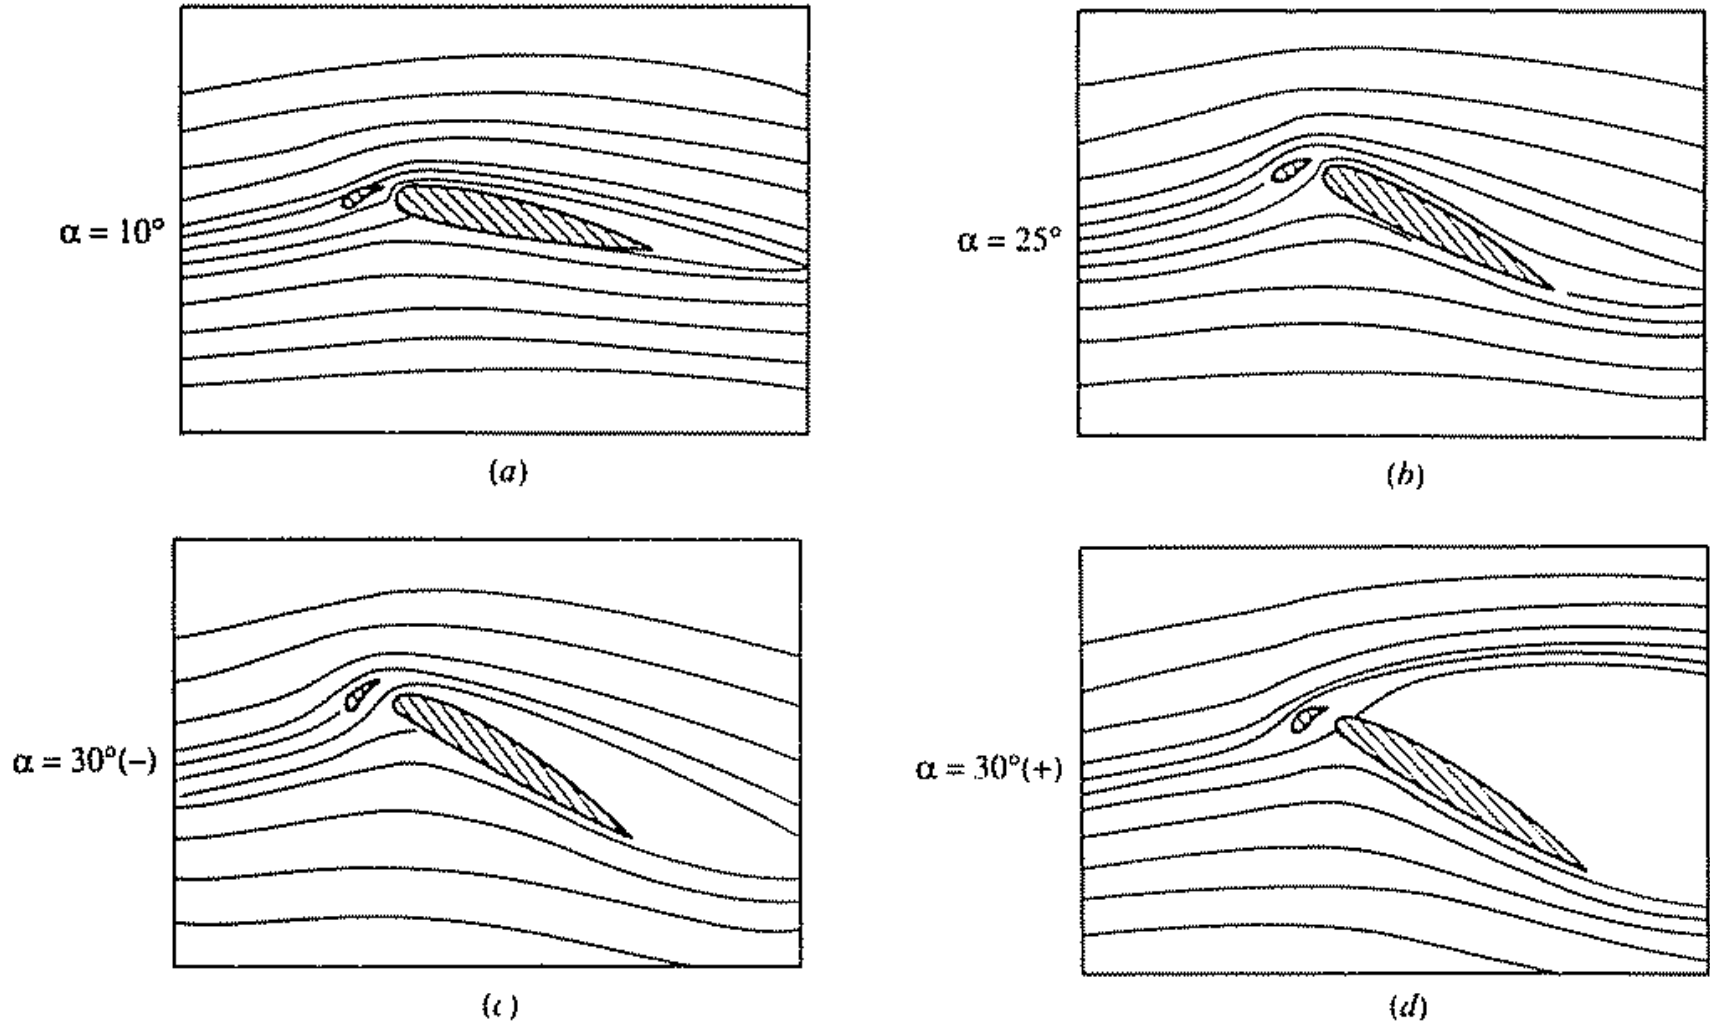 α = 10°
(a)
α = 25°
(b)
α = 30°(−)
(c)
α = 30°(+)
(d)